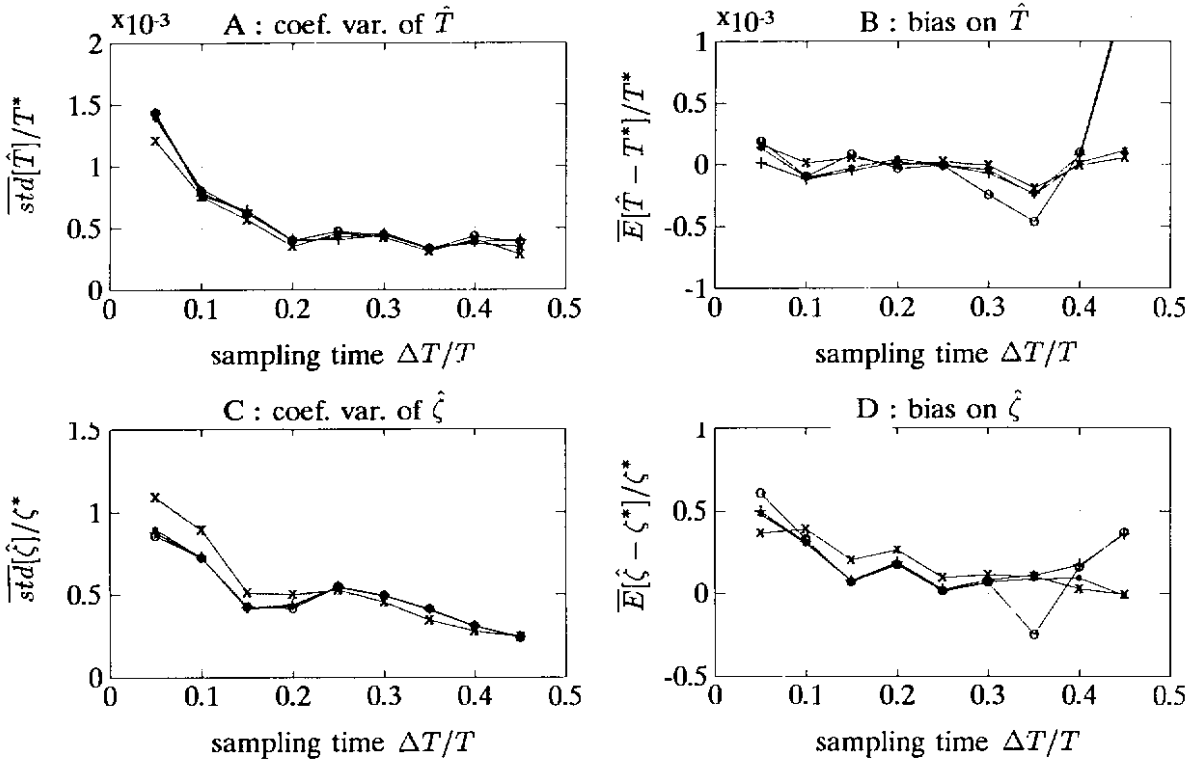 x10-3
A : coef. var. of T̂
2
1.5
1
0.5
0
0 0.1 0.2 0.3 0.4 0.5
s̅t̅d̅[T̂]/T*
sampling time ΔT/T
x10-3
B : bias on T̂
1
0.5
0
-0.5
-1
0 0.1 0.2 0.3 0.4 0.5
E̅[T̂ − T*]/T*
sampling time ΔT/T
C : coef. var. of ζ̂
1.5
1
0.5
0
0 0.1 0.2 0.3 0.4 0.5
s̅t̅d̅[ζ̂]/ζ*
sampling time ΔT/T
D : bias on ζ̂
1
0.5
0
-0.5
0 0.1 0.2 0.3 0.4 0.5
E̅[ζ̂ − ζ*]/ζ*
sampling time ΔT/T